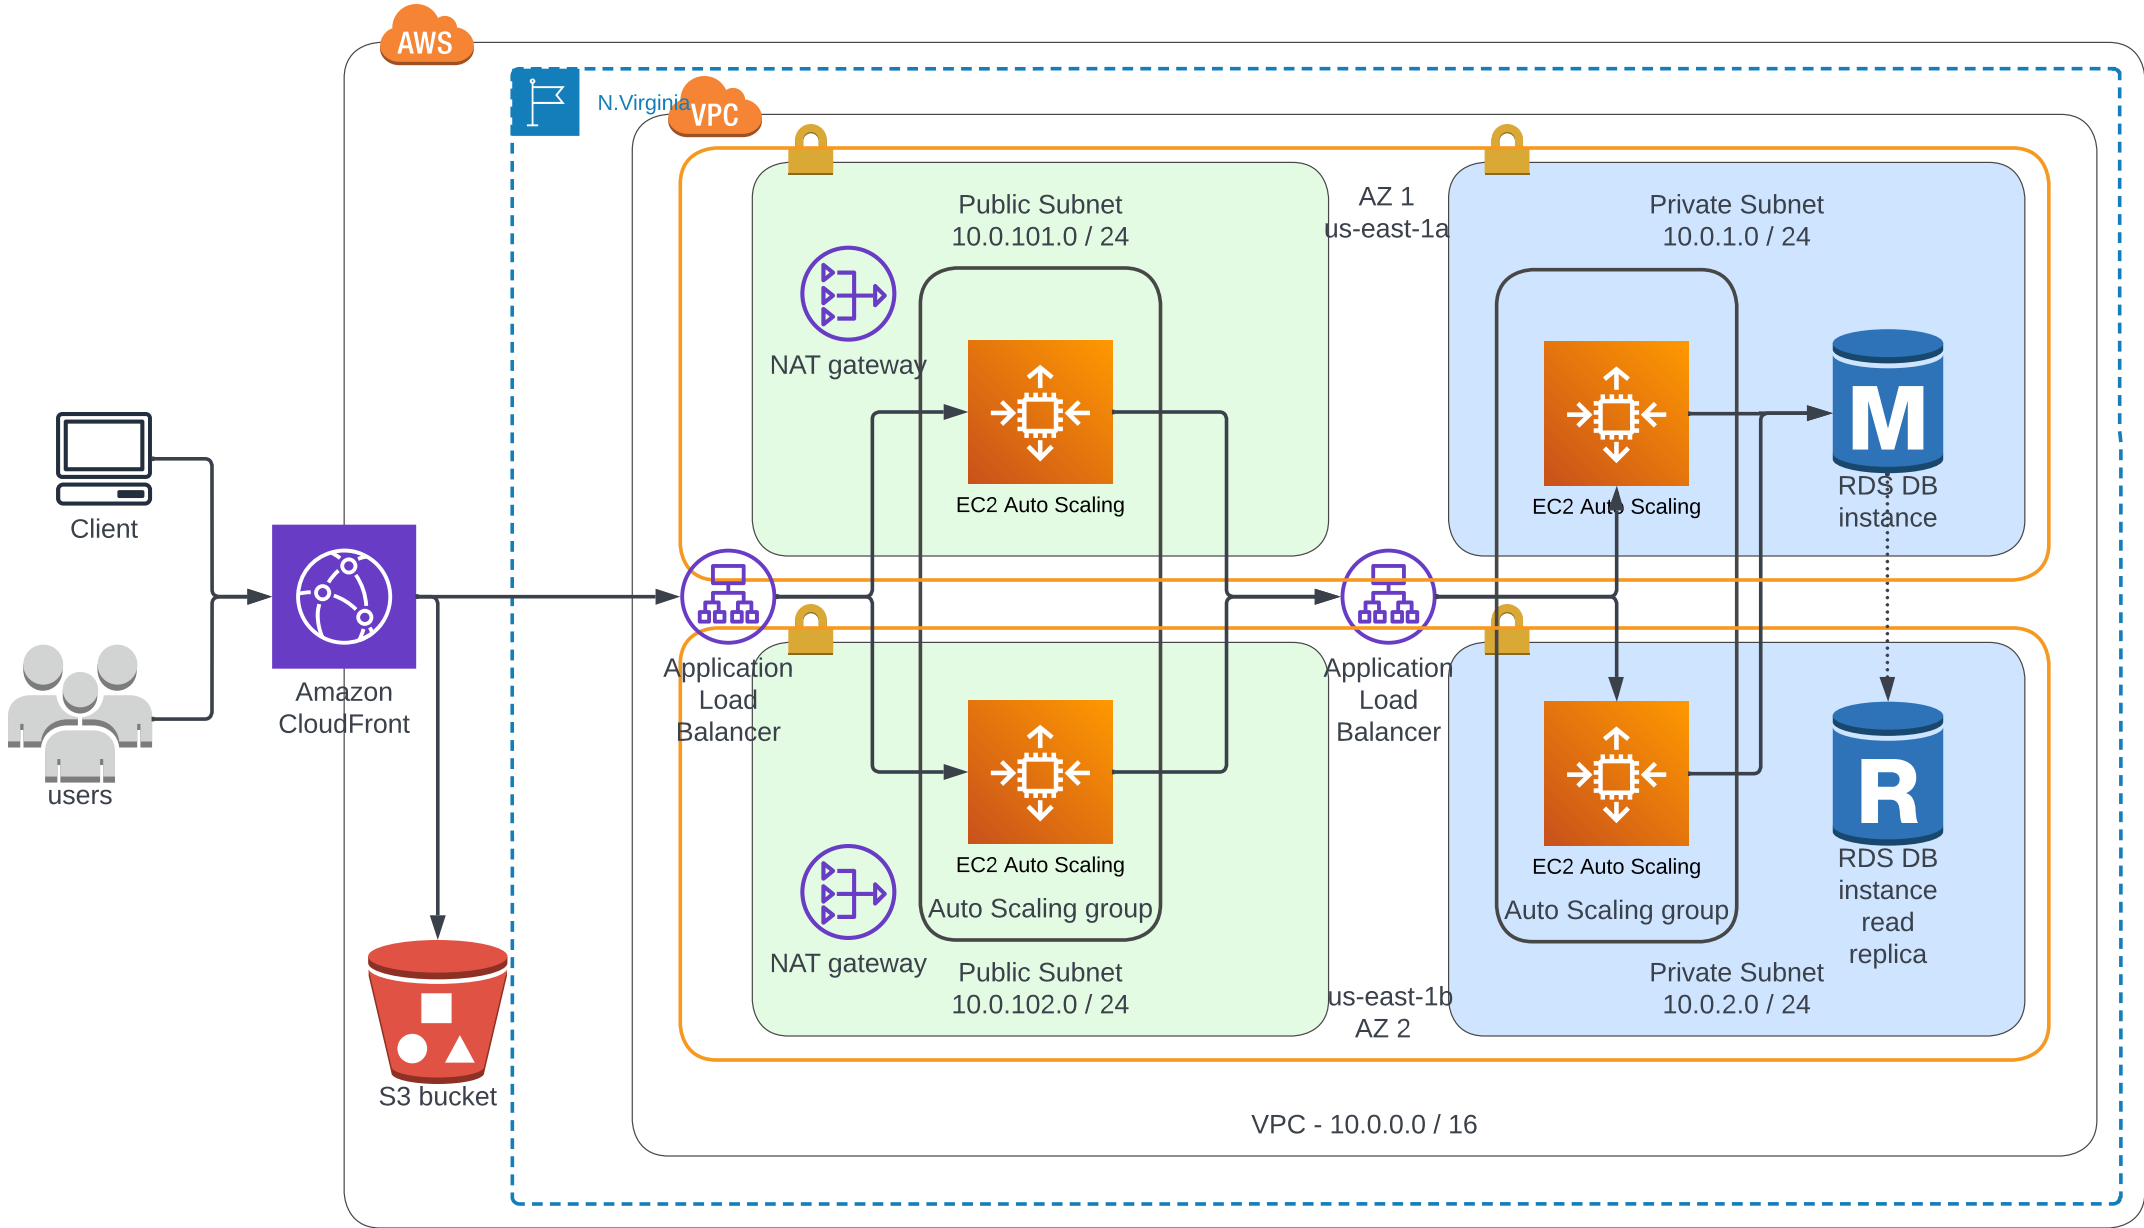 AWS
N.Virginia
VPC
Public Subnet
10.0.101.0 / 24
AZ 1
us-east-1a
Private Subnet
10.0.1.0 / 24
NAT gateway
EC2 Auto Scaling
EC2 Auto Scaling
M
RDS DB
instance
Client
Amazon
CloudFront
users
Application
Load
Balancer
Application
Load
Balancer
EC2 Auto Scaling
Auto Scaling group
EC2 Auto Scaling
Auto Scaling group
R
RDS DB
instance
read
replica
NAT gateway
Public Subnet
10.0.102.0 / 24
us-east-1b
AZ 2
Private Subnet
10.0.2.0 / 24
S3 bucket
VPC - 10.0.0.0 / 16